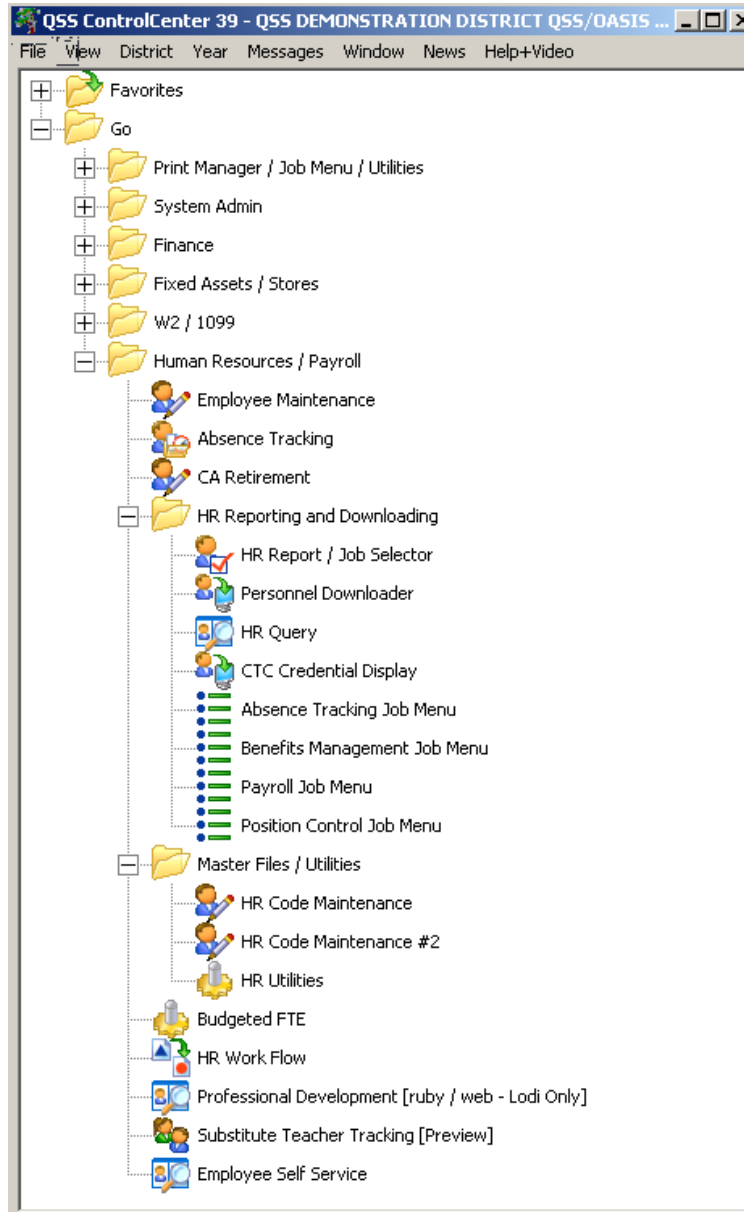 QSS ControlCenter 39 - QSS DEMONSTRATION DISTRICT QSS/OASIS ...
File View District Year Messages Window News Help+Video
Favorites
Go
Print Manager / Job Menu / Utilities
System Admin
Finance
Fixed Assets / Stores
W2 / 1099
Human Resources / Payroll
Employee Maintenance
Absence Tracking
CA Retirement
HR Reporting and Downloading
HR Report / Job Selector
Personnel Downloader
HR Query
CTC Credential Display
Absence Tracking Job Menu
Benefits Management Job Menu
Payroll Job Menu
Position Control Job Menu
Master Files / Utilities
HR Code Maintenance
HR Code Maintenance #2
HR Utilities
Budgeted FTE
HR Work Flow
Professional Development [ruby / web - Lodi Only]
Substitute Teacher Tracking [Preview]
Employee Self Service